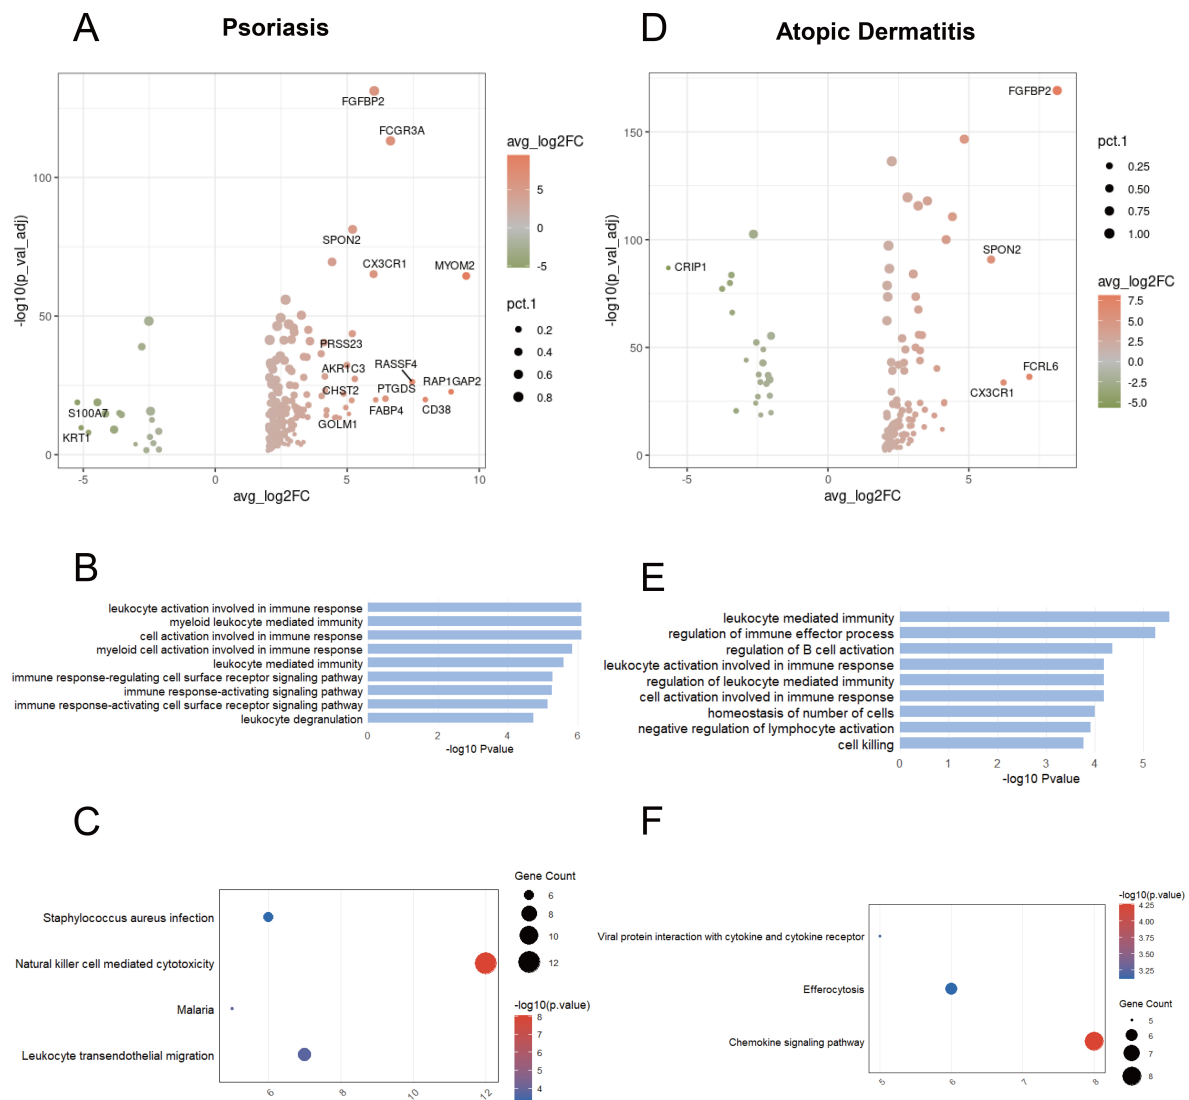 A
Psoriasis
-log10(p_val_adj)
100
50
0
FGFBP2
FCGR3A
SPON2
CX3CR1
MYOM2
PRSS23
RASSF4
AKR1C3
PTGDS
RAP1GAP2
CHST2
FABP4
CD38
GOLM1
S100A7
KRT1
-5
0
5
10
avg_log2FC
avg_log2FC
5
0
-5
pct.1
0.2
0.4
0.6
0.8
D
Atopic Dermatitis
-log10(p_val_adj)
150
100
50
0
FGFBP2
SPON2
CRIP1
FCRL6
CX3CR1
-5
0
5
avg_log2FC
pct.1
0.25
0.50
0.75
1.00
avg_log2FC
7.5
5.0
2.5
0.0
-2.5
-5.0
B
leukocyte activation involved in immune response
myeloid leukocyte mediated immunity
cell activation involved in immune response
myeloid cell activation involved in immune response
leukocyte mediated immunity
immune response-regulating cell surface receptor signaling pathway
immune response-activating signaling pathway
immune response-activating cell surface receptor signaling pathway
leukocyte degranulation
0
2
4
6
-log10 Pvalue
E
leukocyte mediated immunity
regulation of immune effector process
regulation of B cell activation
leukocyte activation involved in immune response
regulation of leukocyte mediated immunity
cell activation involved in immune response
homeostasis of number of cells
negative regulation of lymphocyte activation
cell killing
0
1
2
3
4
5
-log10 Pvalue
C
Staphylococcus aureus infection
Natural killer cell mediated cytotoxicity
Malaria
Leukocyte transendothelial migration
6
8
10
12
Gene Count
6
8
10
12
-log10(p.value)
8
7
6
5
4
F
Viral protein interaction with cytokine and cytokine receptor
Efferocytosis
Chemokine signaling pathway
5
6
7
8
-log10(p.value)
4.25
4.00
3.75
3.50
3.25
Gene Count
5
6
7
8